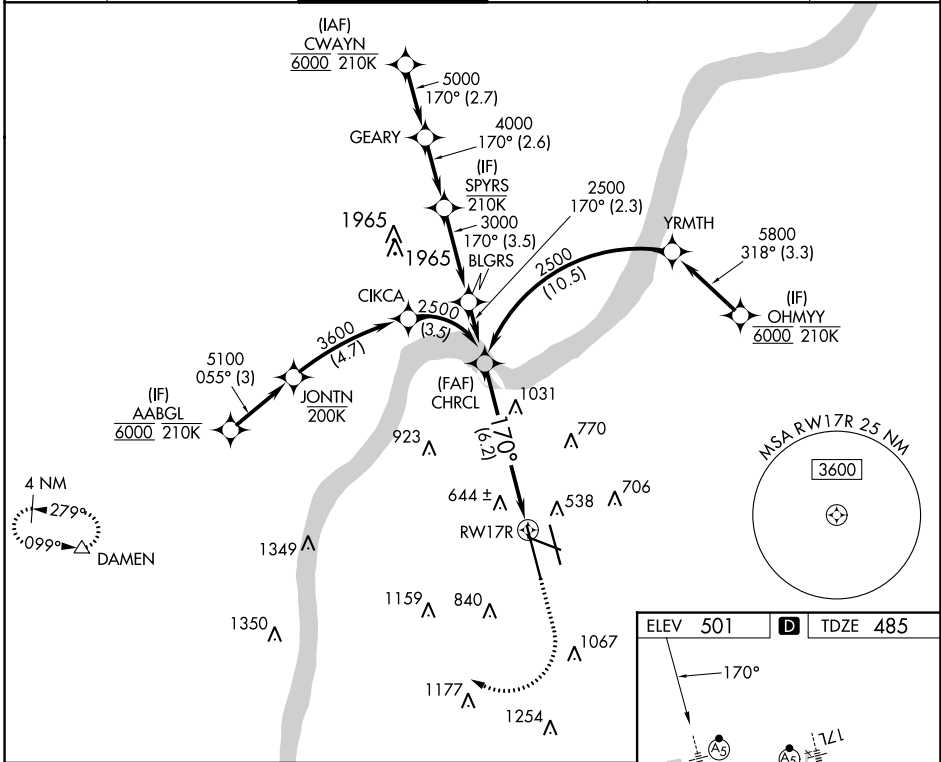 (IAF)
CWAYN
6000 210K
5000
170° (2.7)
GEARY
4000
170° (2.6)
(IF)
SPYRS
210K
2500
170° (2.3)
3000
170° (3.5)
BLGRS
1965
1965
YRMTH
5800
318° (3.3)
2500
(10.5)
(IF)
OHMYY
6000 210K
CIKCA
2500
(3.5)
3600
(4.7)
5100
055° (3)
JONTN
200K
(IF)
AABGL
6000 210K
(FAF)
CHRCL
1031
170°
(6.2)
923
770
MSA RW17R 25 NM
3600
4 NM
279°
099°
DAMEN
644 ±
538
706
RW17R
1349
1159
840
1350
1067
1177
1254
ELEV 501
D
TDZE 485
170°
A5
A5
17L